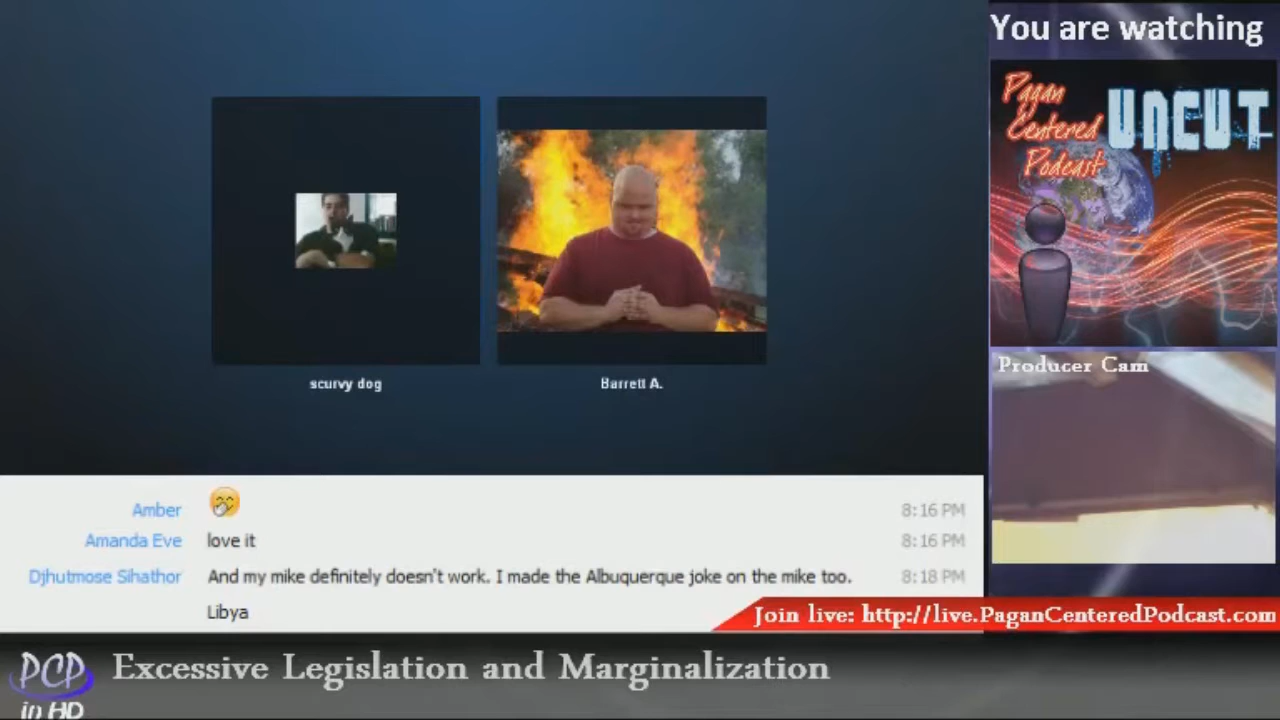 You are watching
Pagan
Centered
Podcast
UNCUT
Producer Cam
scurvy dog
Barrett A.
Amber
8:16 PM
Amanda Eve love it 8:16 PM
Djhutmose Sihathor And my mike definitely doesn't work. I made the Albuquerque joke on the mike too. 8:18 PM
Libya
Join live: http://live.PaganCenteredPodcast.com
PCP
in HD
Excessive Legislation and Marginalization